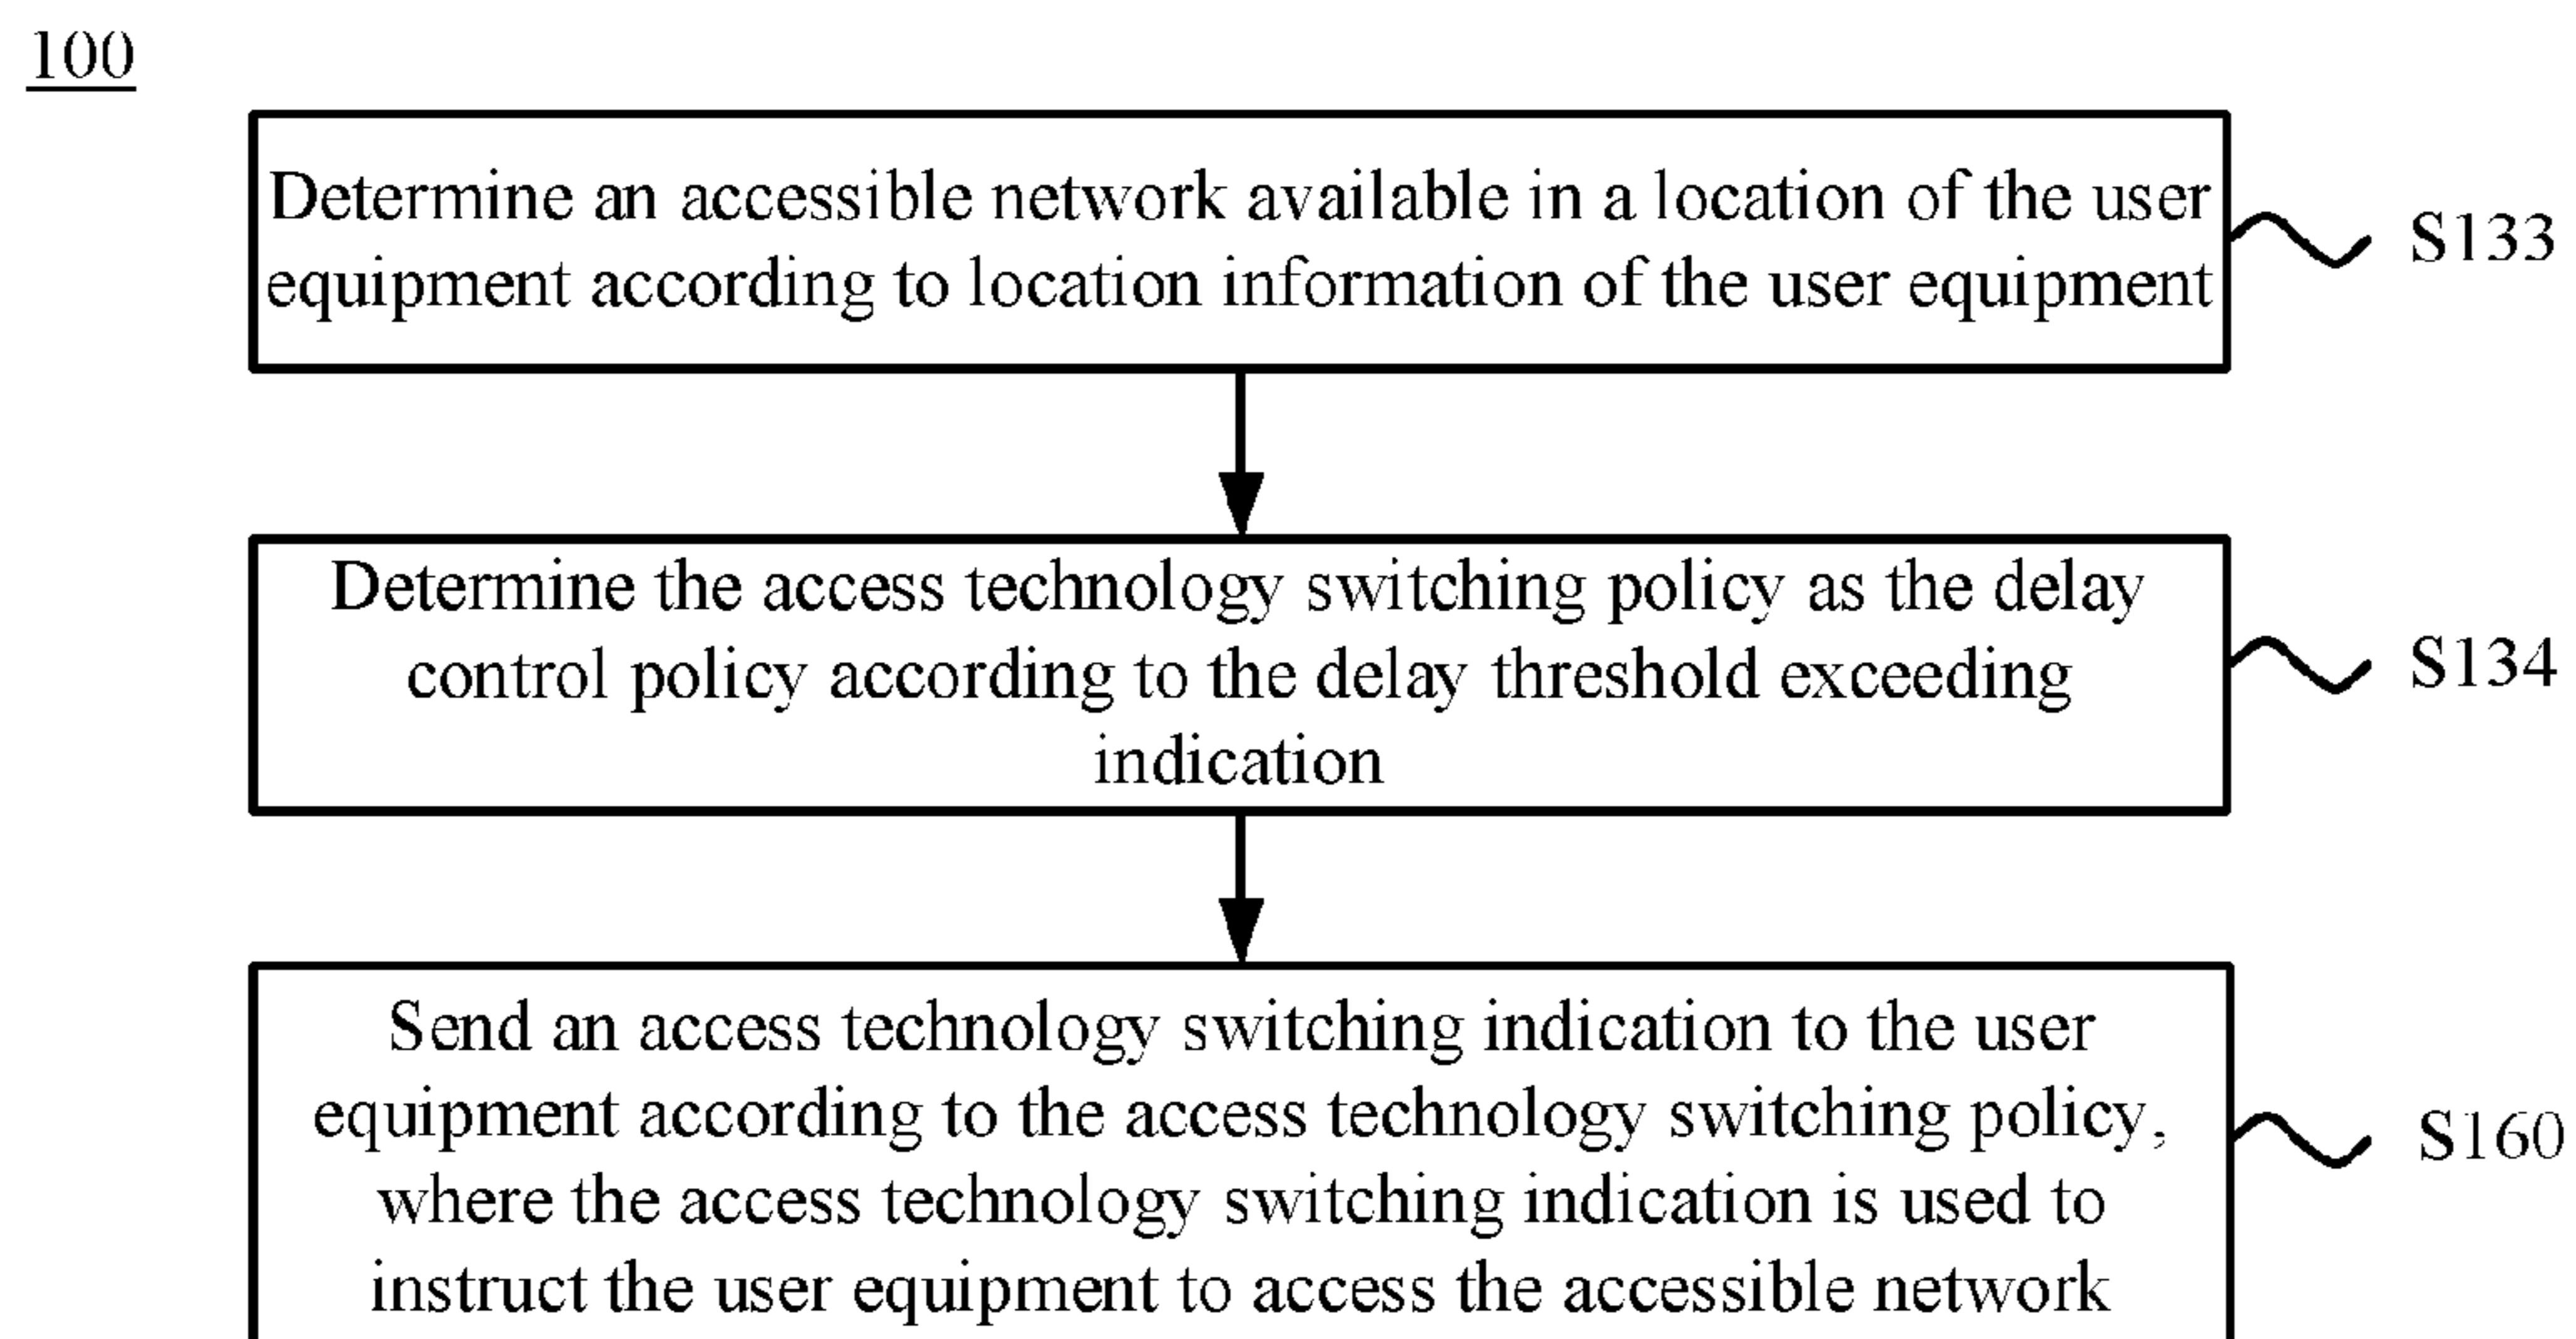 100
Determine an accessible network available in a location of the user
equipment according to location information of the user equipment
S133
Determine the access technology switching policy as the delay
control policy according to the delay threshold exceeding
indication
S134
Send an access technology switching indication to the user
equipment according to the access technology switching policy,
where the access technology switching indication is used to
instruct the user equipment to access the accessible network
S160